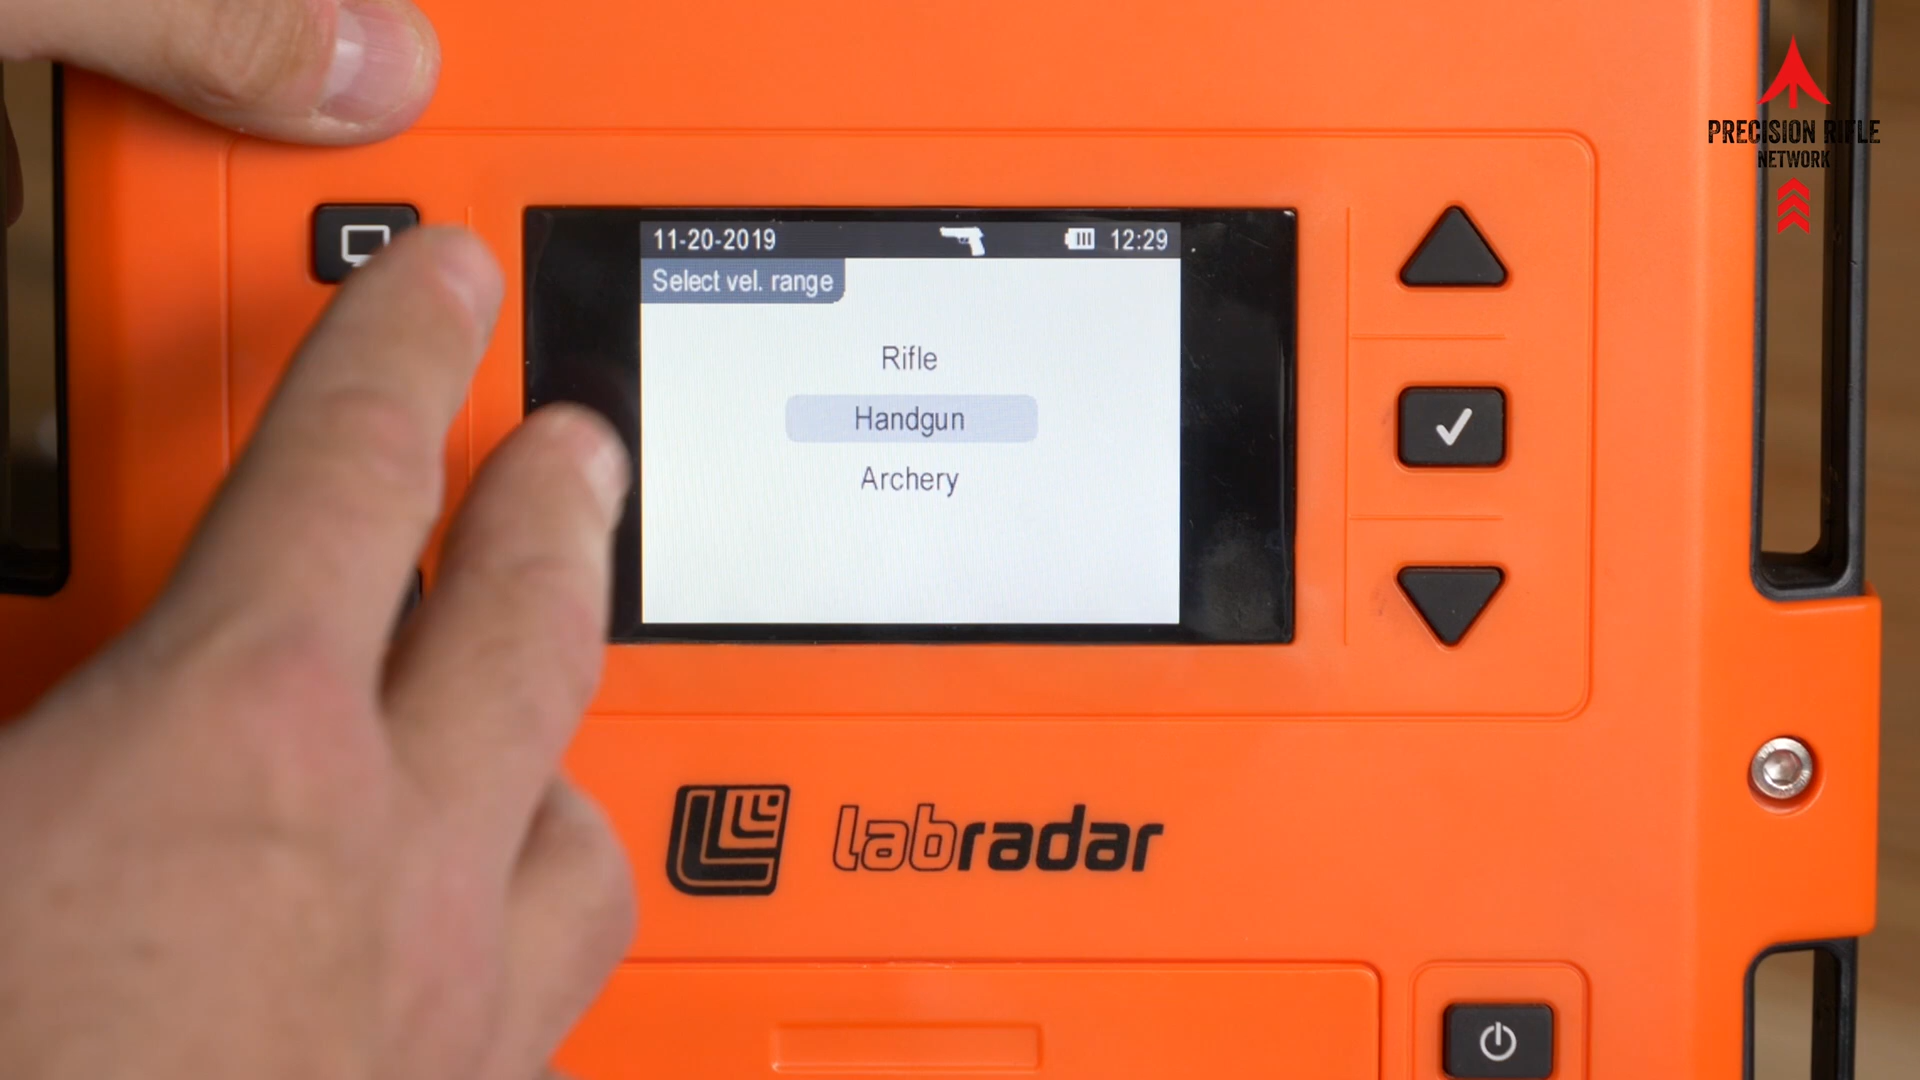 PRECISION RIFLE
NETWORK
11-20-2019 12:29
Select vel. range
Rifle
Handgun
Archery
labradar